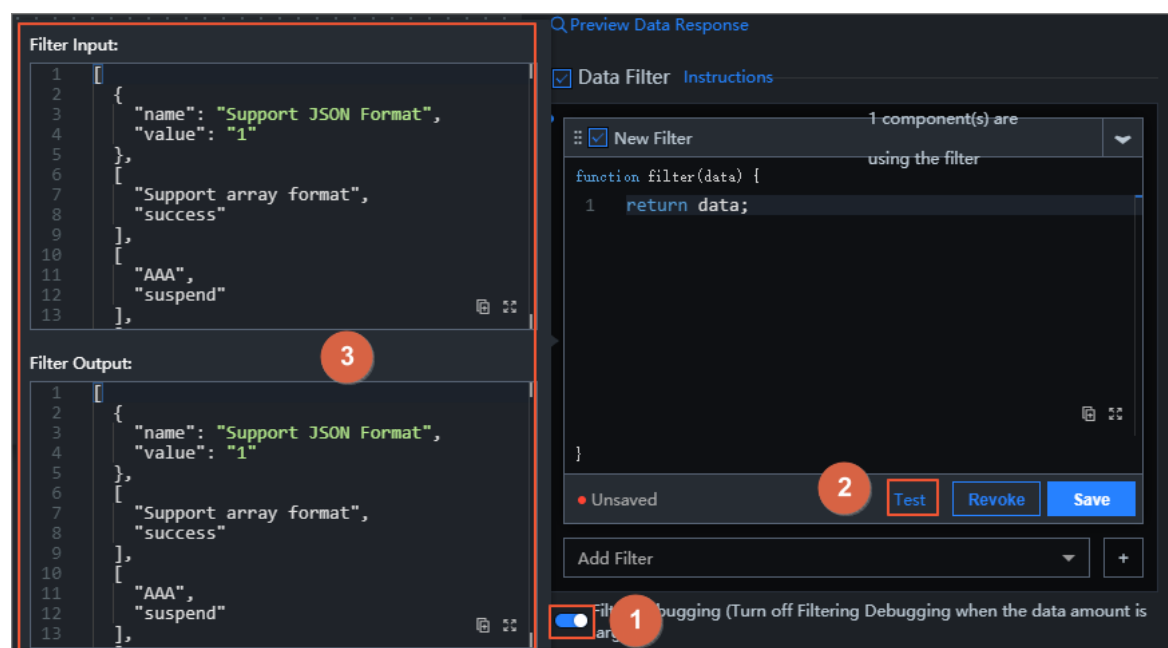 Filter Input:
1 [
2 {
3 "name": "Support JSON Format",
4 "value": "1"
5 },
6 [
7 "Support array format",
8 "success"
9 ],
10 [
11 "AAA",
12 "suspend"
13 ],
3
Filter Output:
1 [
2 {
3 "name": "Support JSON Format",
4 "value": "1"
5 },
6 [
7 "Support array format",
8 "success"
9 ],
10 [
11 "AAA",
12 "suspend"
13 ],
Preview Data Response
Data Filter Instructions
New Filter
1 component(s) are
using the filter
function filter(data) {
1 return data;
}
Unsaved 2 Test Revoke Save
Add Filter +
1 (Turn off Filtering Debugging when the data amount is